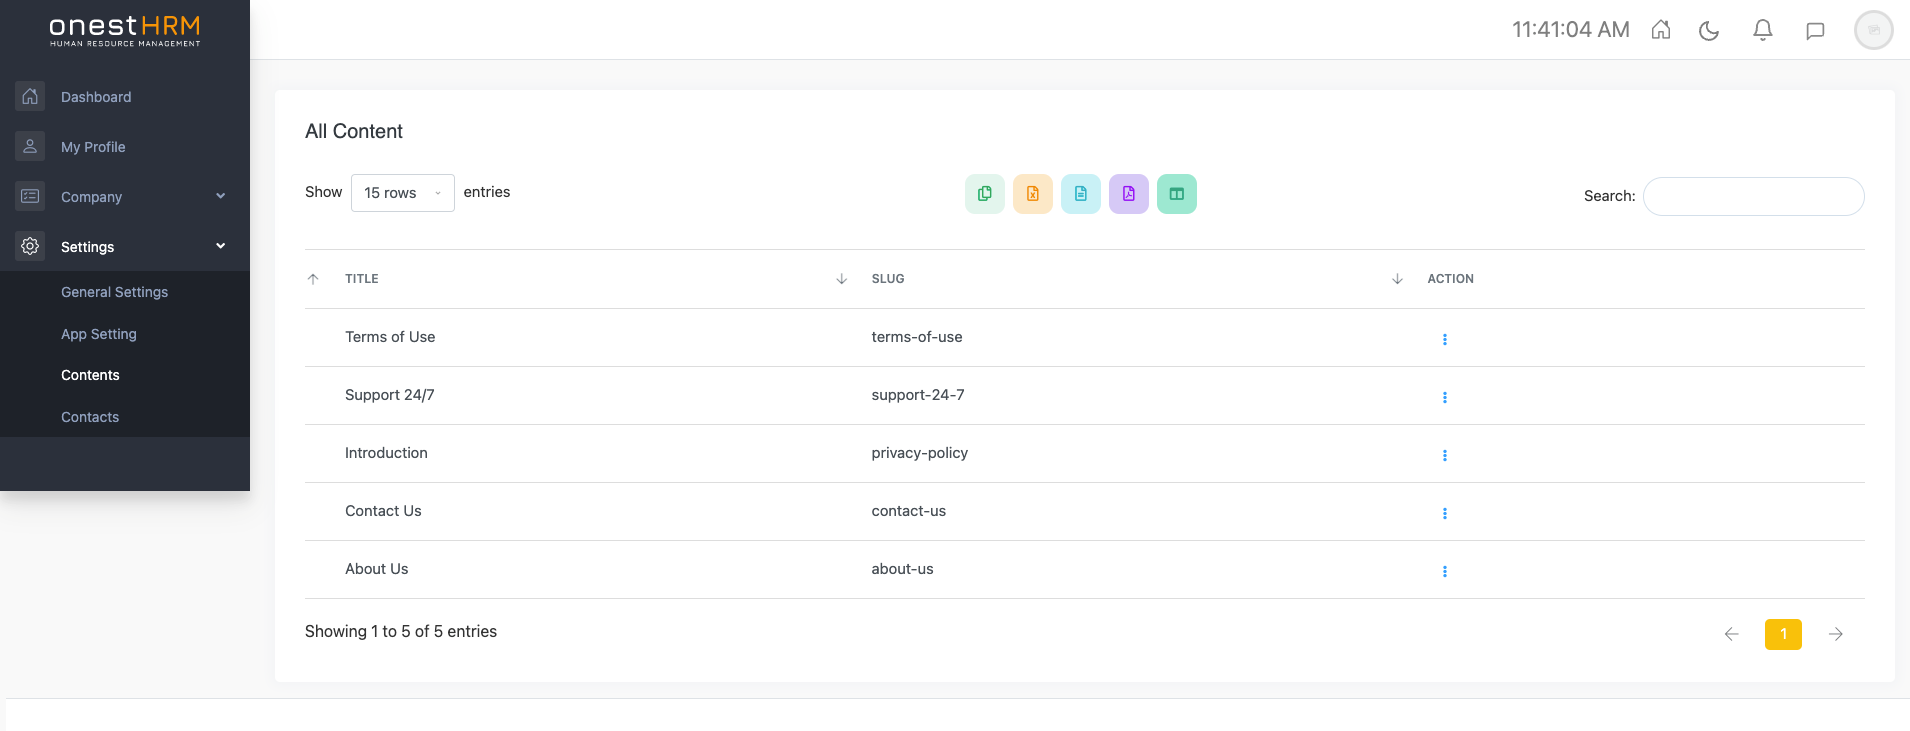 onestHRM
HUMAN RESOURCE MANAGEMENT
11:41:04 AM
Dashboard
My Profile
Company
Settings
General Settings
App Setting
Contents
Contacts
All Content
Show 15 rows entries
Search:
TITLE SLUG ACTION
Terms of Use terms-of-use
Support 24/7 support-24-7
Introduction privacy-policy
Contact Us contact-us
About Us about-us
Showing 1 to 5 of 5 entries
1